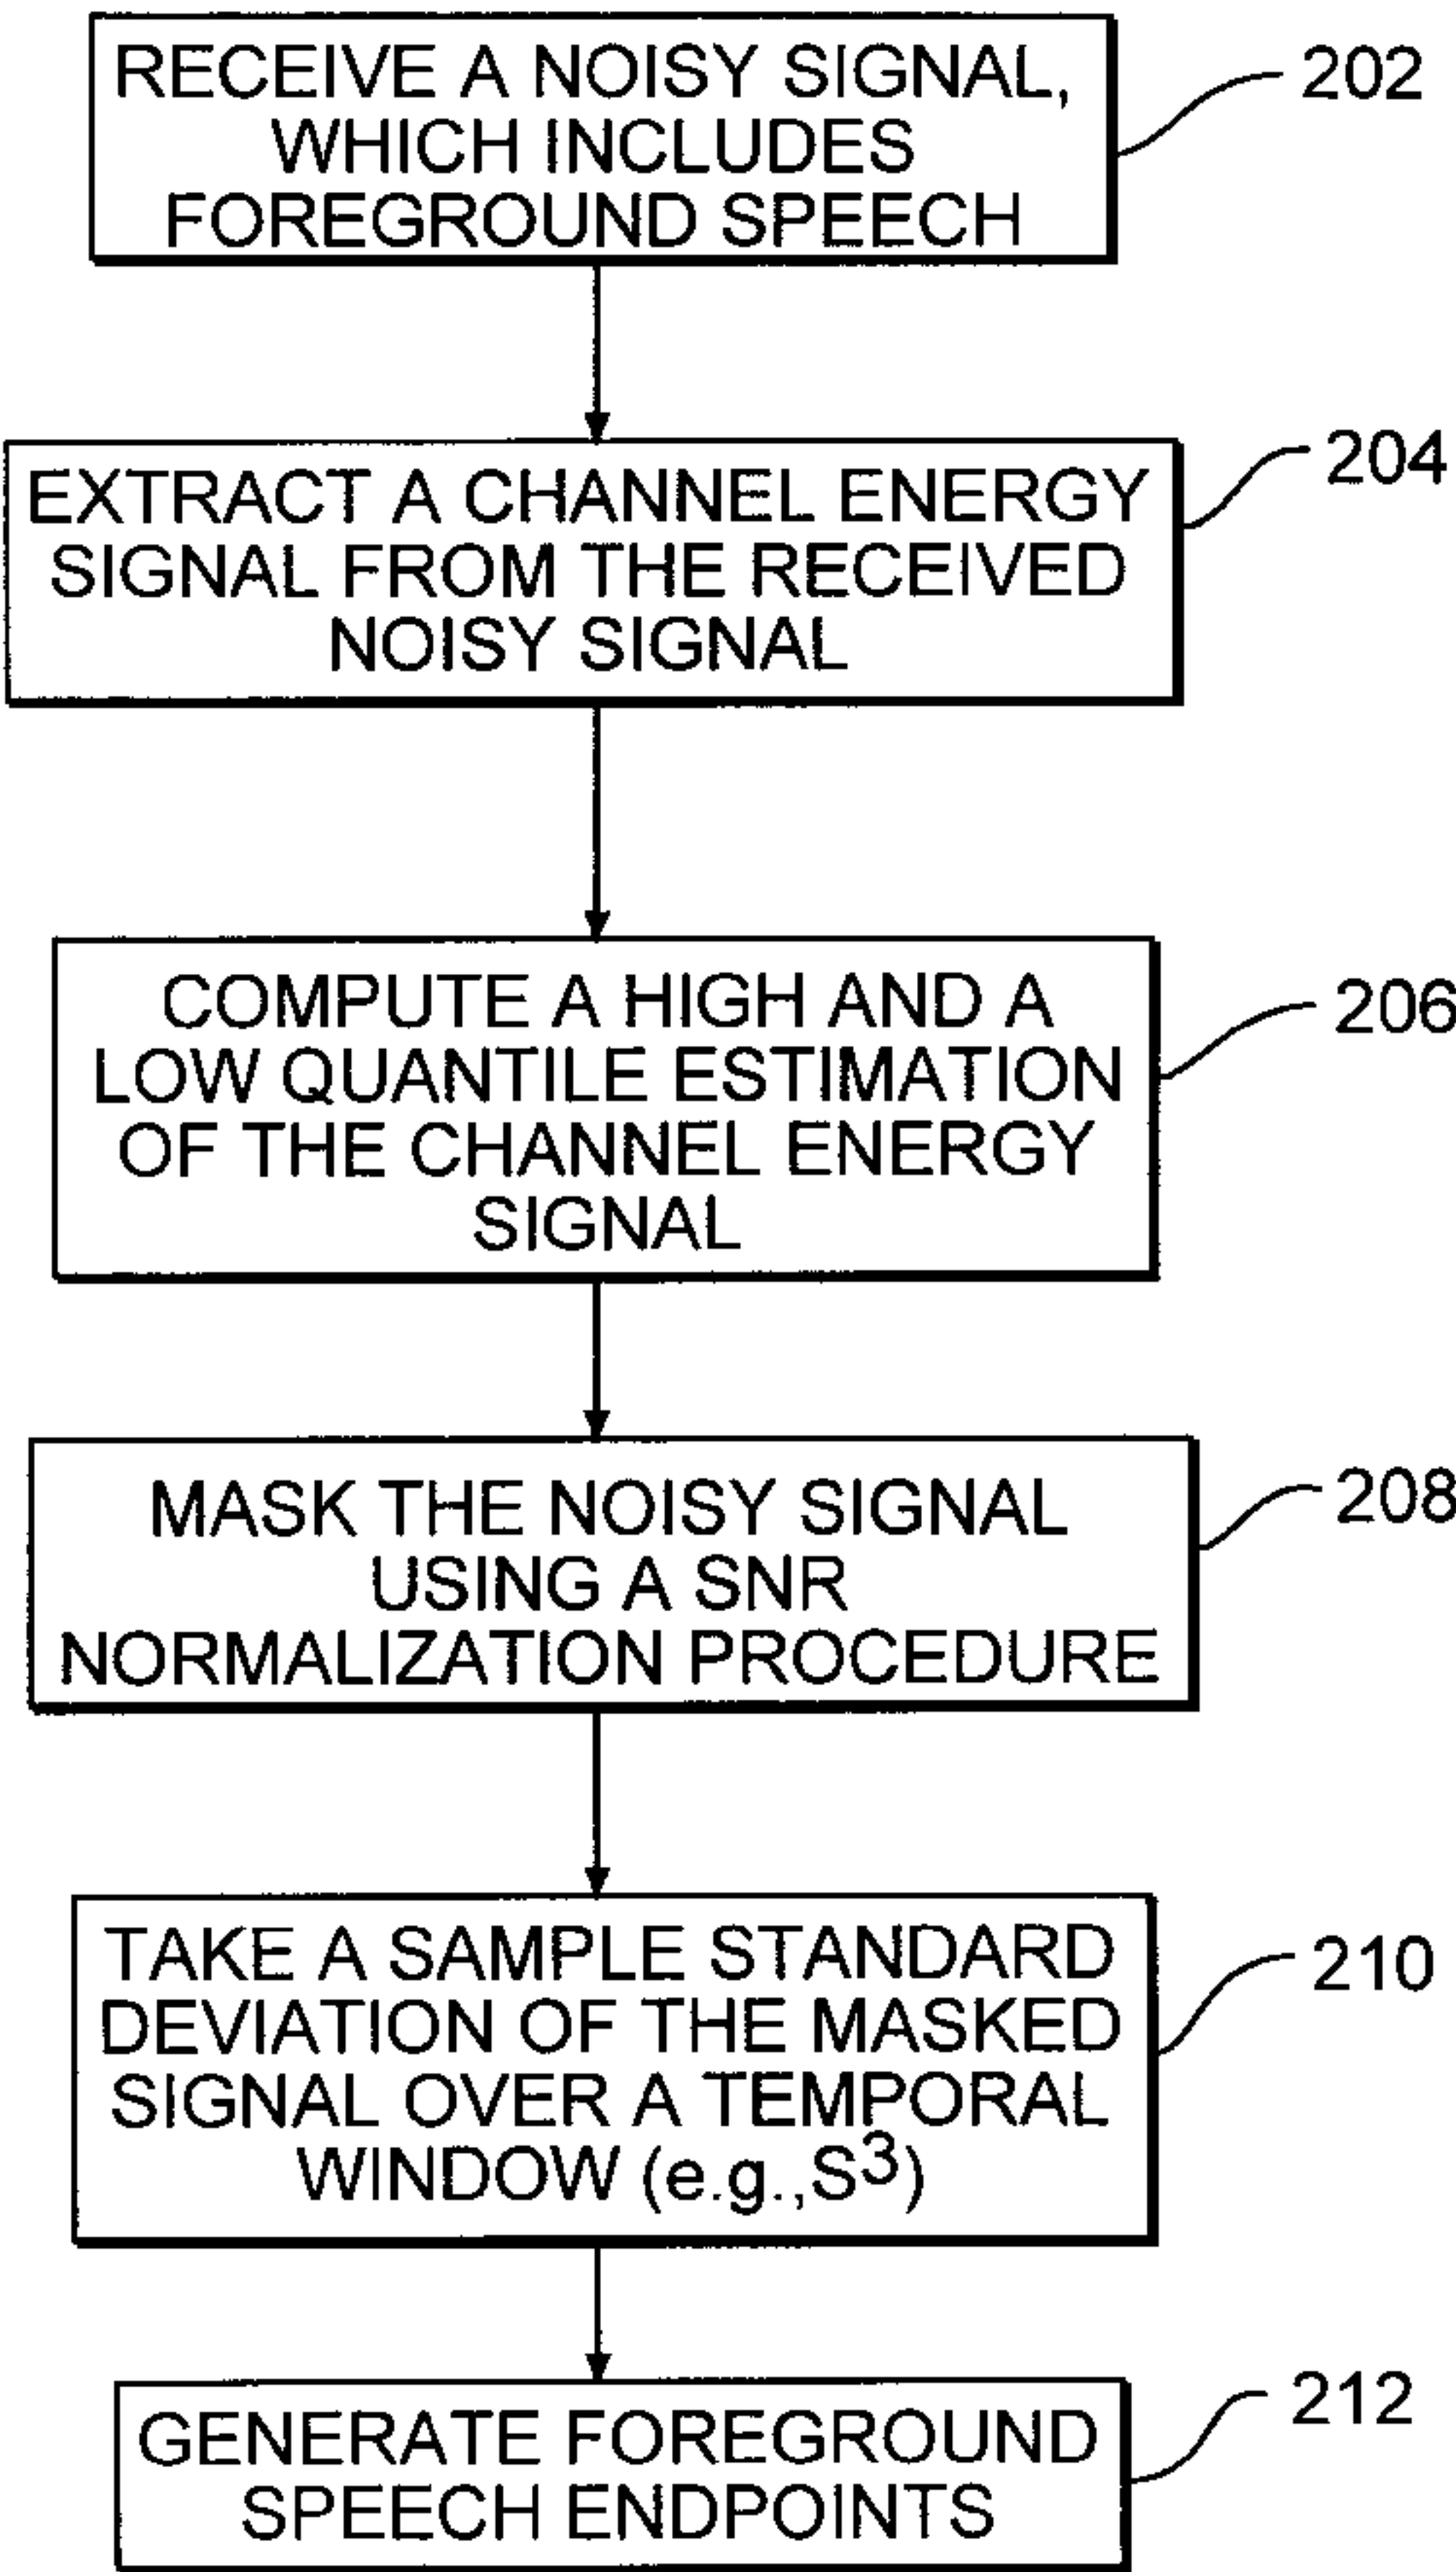 RECEIVE A NOISY SIGNAL,
WHICH INCLUDES
FOREGROUND SPEECH
202
EXTRACT A CHANNEL ENERGY
SIGNAL FROM THE RECEIVED
NOISY SIGNAL
204
COMPUTE A HIGH AND A
LOW QUANTILE ESTIMATION
OF THE CHANNEL ENERGY
SIGNAL
206
MASK THE NOISY SIGNAL
USING A SNR
NORMALIZATION PROCEDURE
208
TAKE A SAMPLE STANDARD
DEVIATION OF THE MASKED
SIGNAL OVER A TEMPORAL
WINDOW (e.g.,S³)
210
GENERATE FOREGROUND
SPEECH ENDPOINTS
212